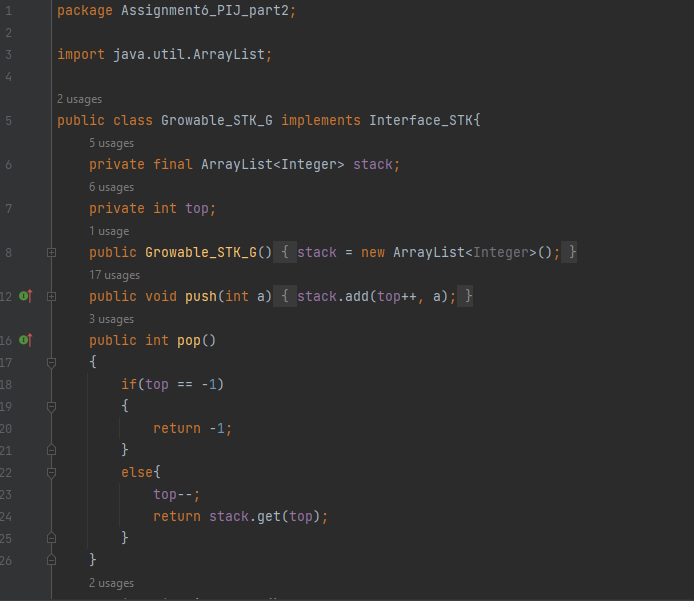 1 package Assignment6_PIJ_part2;
2
3 import java.util.ArrayList;
4
2 usages
5 public class Growable_STK_G implements Interface_STK{
5 usages
6 private final ArrayList<Integer> stack;
6 usages
7 private int top;
1 usage
8 public Growable_STK_G() { stack = new ArrayList<Integer>(); }
17 usages
12 public void push(int a) { stack.add(top++, a); }
3 usages
16 public int pop()
17 {
18 if(top == -1)
19 {
20 return -1;
21 }
22 else{
23 top--;
24 return stack.get(top);
25 }
26 }
2 usages